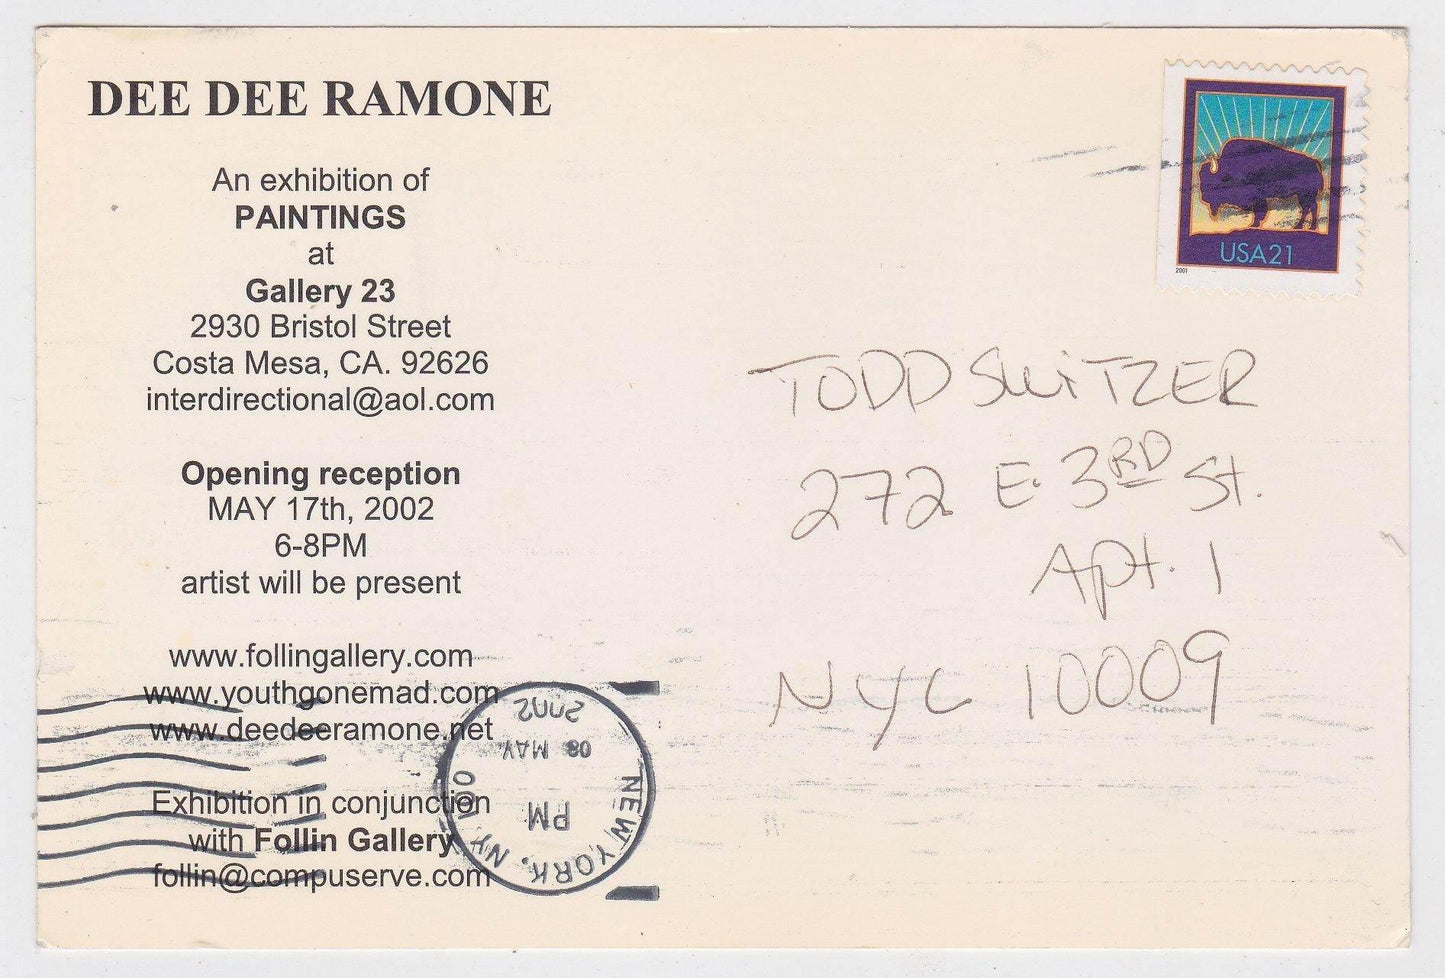 DEE DEE RAMONE
An exhibition of
PAINTINGS
at
Gallery 23
2930 Bristol Street
Costa Mesa, CA. 92626
interdirectional@aol.com
Opening reception
MAY 17th, 2002
6-8PM
artist will be present
www.follingallery.com
www.youthgonemad.com
www.deedeeramone.net
Exhibition in conjunction
with Follin Gallery
follin@compuserve.com
USA21
2001
TODD SWITZER
272 E. 3RD St.
Apt. 1
NYC 10009
NEW YORK, NY 001
PM
08 MAY
2002